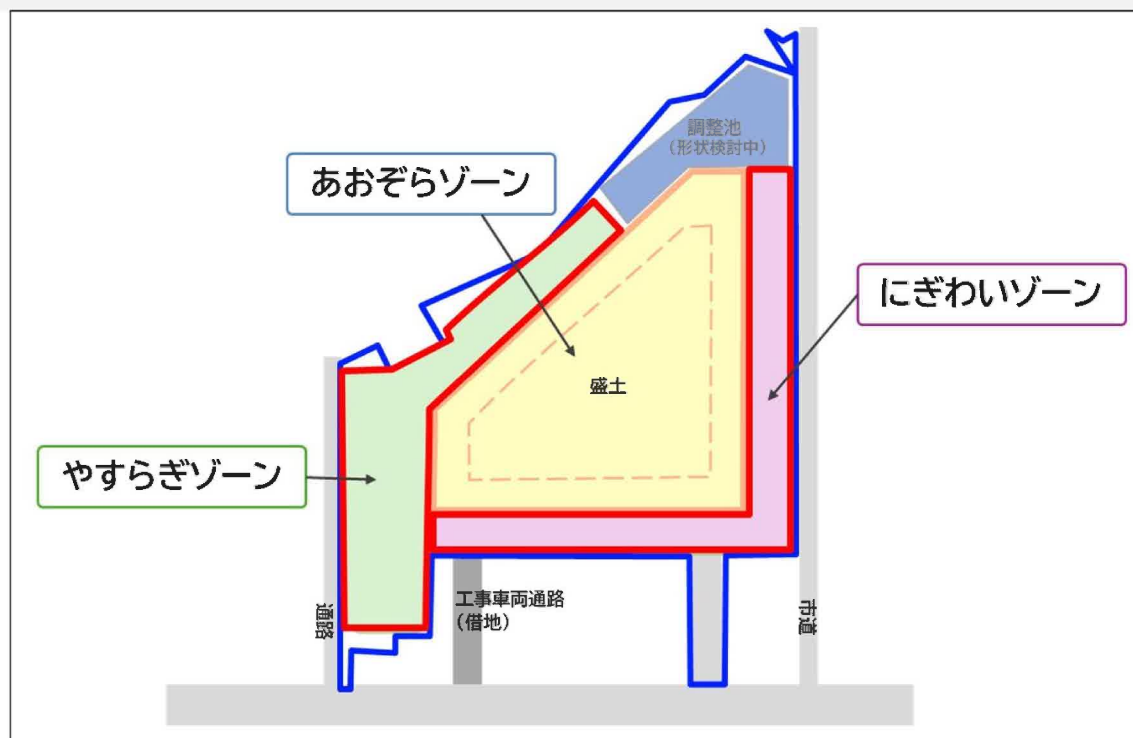 調整池
(形状検討中)
あおぞらゾーン
にぎわいゾーン
盛土
やすらぎゾーン
通路
工事車両通路
(借地)
市道